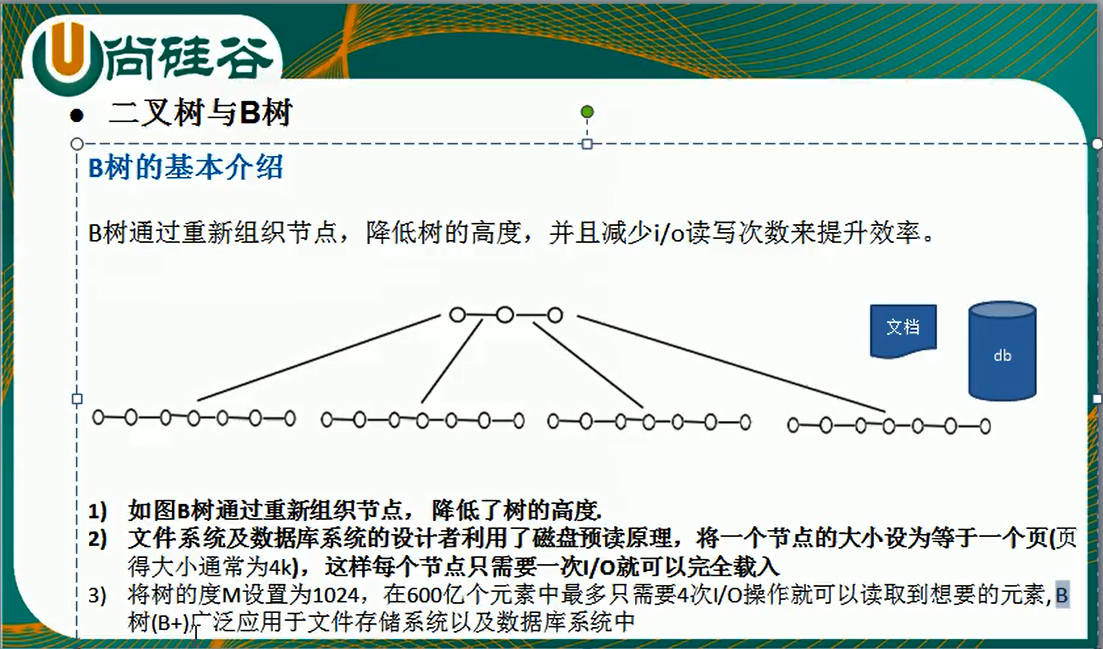 尚硅谷
● 二叉树与B树
B树的基本介绍
B树通过重新组织节点，降低树的高度，并且减少i/o读写次数来提升效率。
文档
db
1) 如图B树通过重新组织节点， 降低了树的高度.
2) 文件系统及数据库系统的设计者利用了磁盘预读原理，将一个节点的大小设为等于一个页(页
得大小通常为4k)，这样每个节点只需要一次I/O就可以完全载入
3) 将树的度M设置为1024，在600亿个元素中最多只需要4次I/O操作就可以读取到想要的元素, B
树(B+)广泛应用于文件存储系统以及数据库系统中